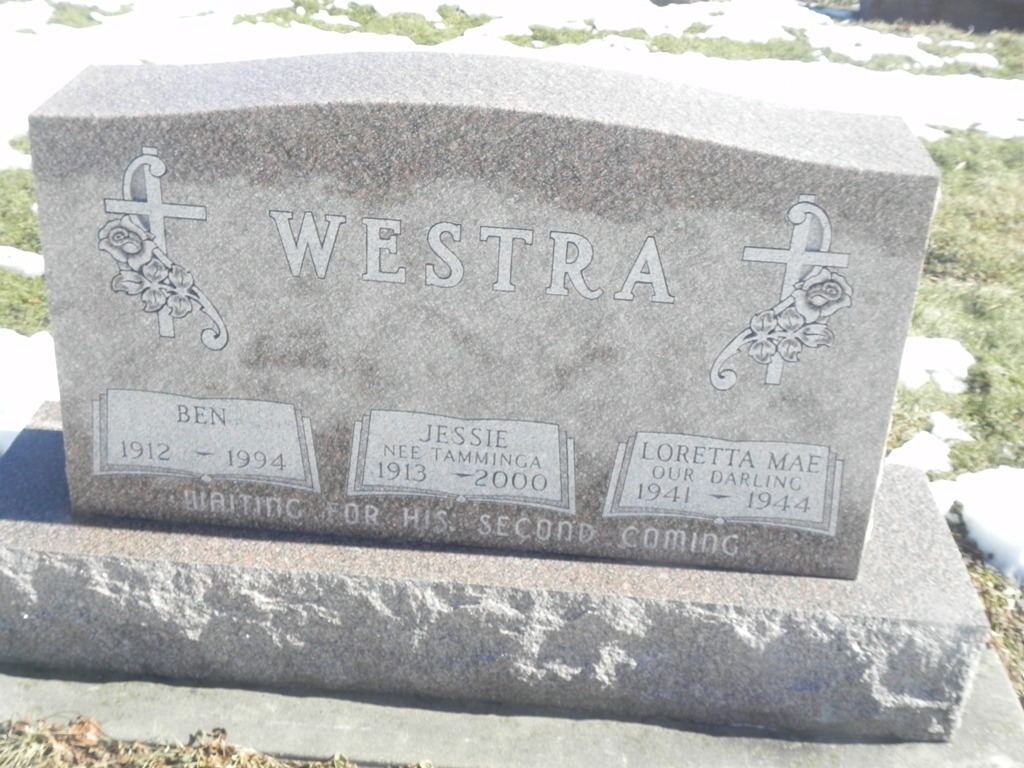 WESTRA
BEN
1912 - 1994
JESSIE
NEE TAMMINGA
1913 - 2000
LORETTA MAE
OUR DARLING
1941 - 1944
WAITING FOR HIS SECOND COMING